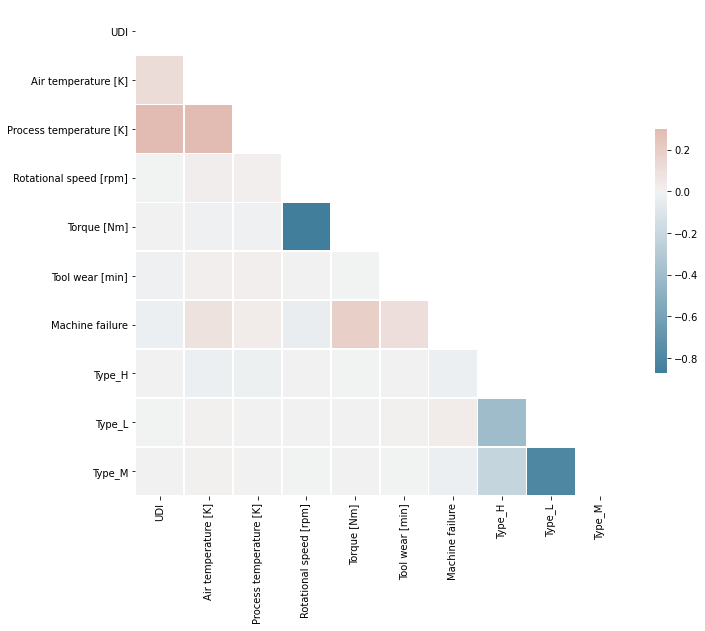 UDI
Air temperature [K]
Process temperature [K]
Rotational speed [rpm]
Torque [Nm]
Tool wear [min]
Machine failure
Type_H
Type_L
Type_M
UDI
Air temperature [K]
Process temperature [K]
Rotational speed [rpm]
Torque [Nm]
Tool wear [min]
Machine failure
Type_H
Type_L
Type_M
0.2
0.0
−0.2
−0.4
−0.6
−0.8